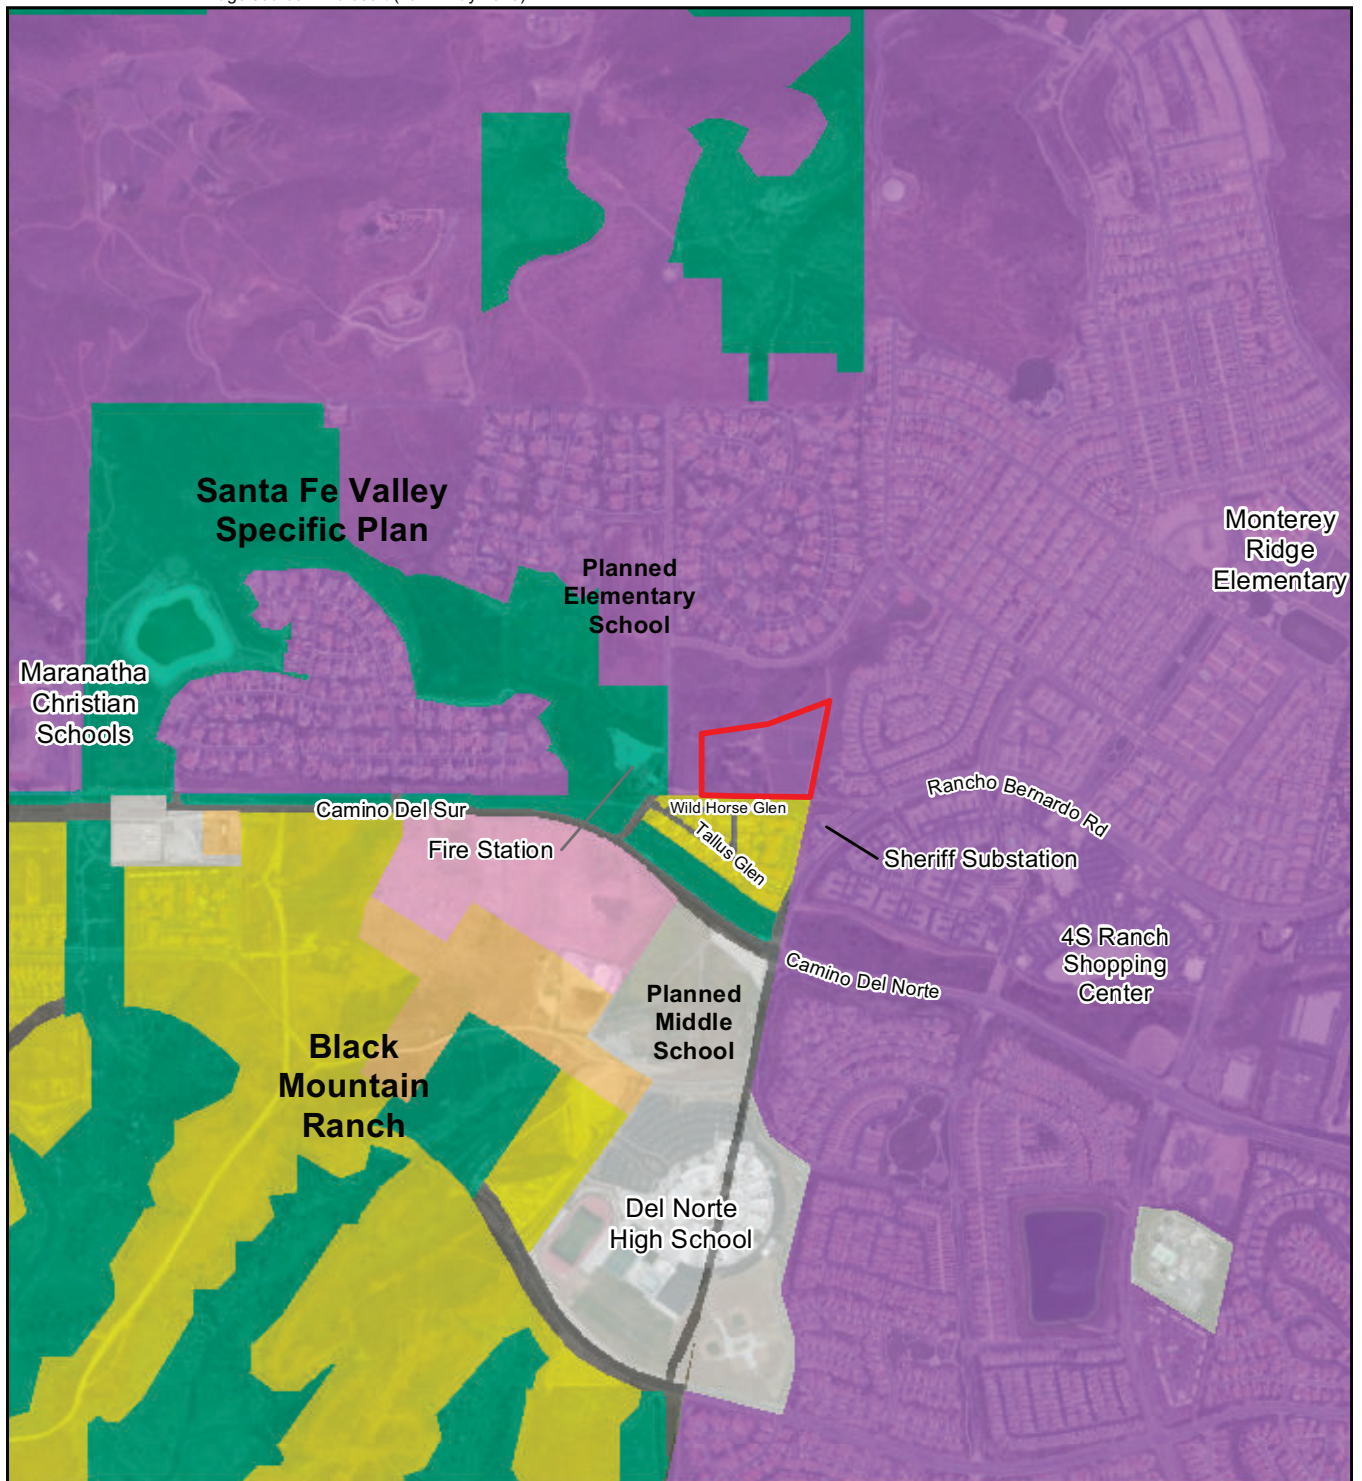 Santa Fe Valley
Specific Plan
Monterey
Ridge
Elementary
Planned
Elementary
School
Maranatha
Christian
Schools
Camino Del Sur
Wild Horse Glen
Rancho Bernardo Rd
Tallus Glen
Fire Station
Sheriff Substation
4S Ranch
Shopping
Center
Camino Del Norte
Planned
Middle
School
Black
Mountain
Ranch
Del Norte
High School